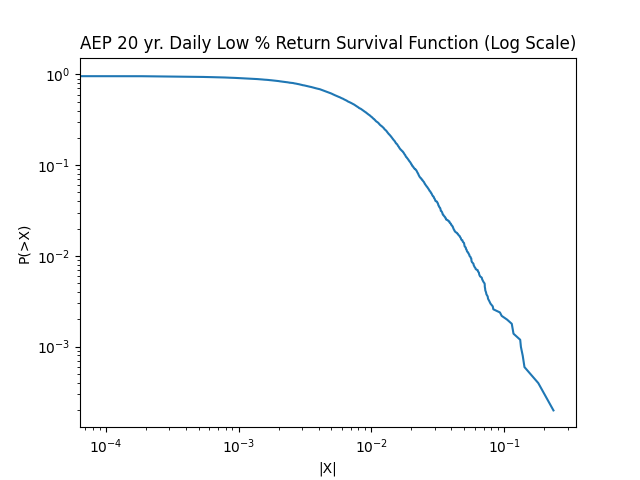 AEP 20 yr. Daily Low % Return Survival Function (Log Scale)
10⁰
10⁻¹
10⁻²
10⁻³
P(>X)
10⁻⁴
10⁻³
10⁻²
10⁻¹
|X|